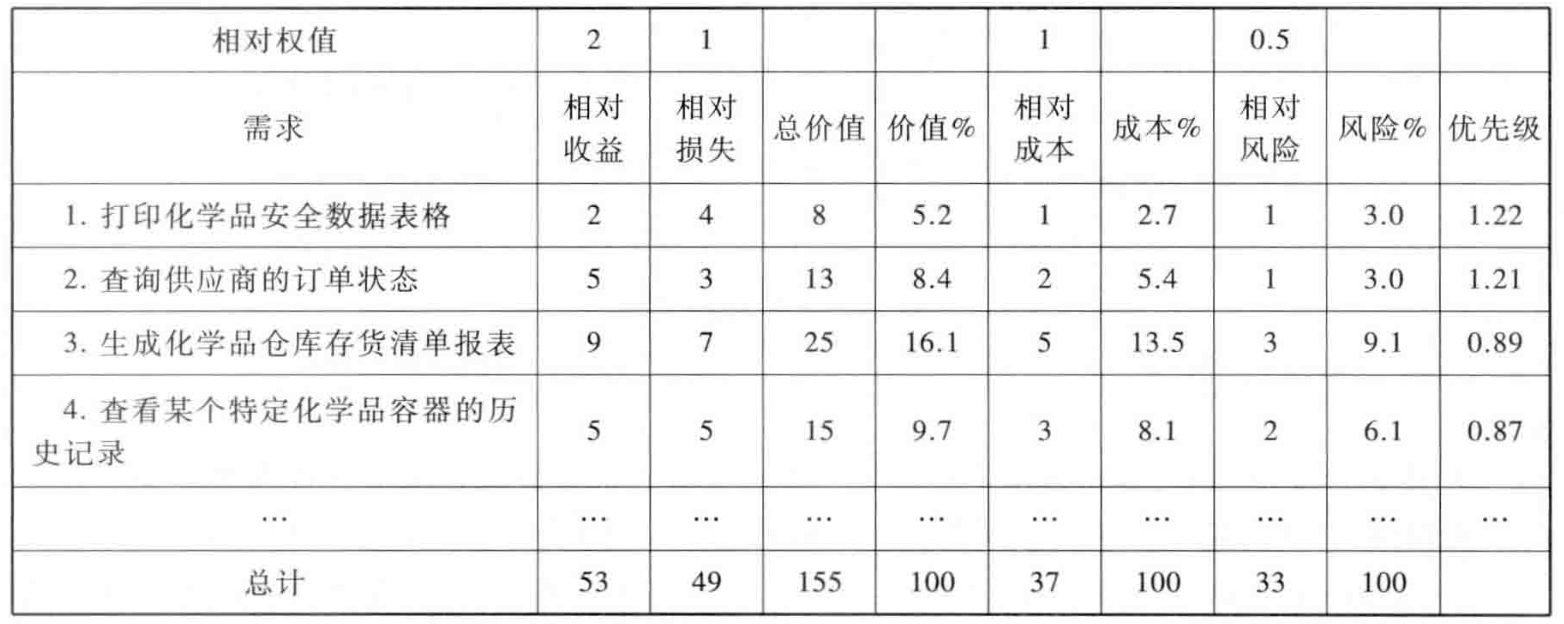 相对权值 2 1 1 0.5
需求 相对收益 相对损失 总价值 价值% 相对成本 成本% 相对风险 风险% 优先级
1. 打印化学品安全数据表格 2 4 8 5.2 1 2.7 1 3.0 1.22
2. 查询供应商的订单状态 5 3 13 8.4 2 5.4 1 3.0 1.21
3. 生成化学品仓库存货清单报表 9 7 25 16.1 5 13.5 3 9.1 0.89
4. 查看某个特定化学品容器的历
史记录 5 5 15 9.7 3 8.1 2 6.1 0.87
… … … … … … … … … …
总计 53 49 155 100 37 100 33 100